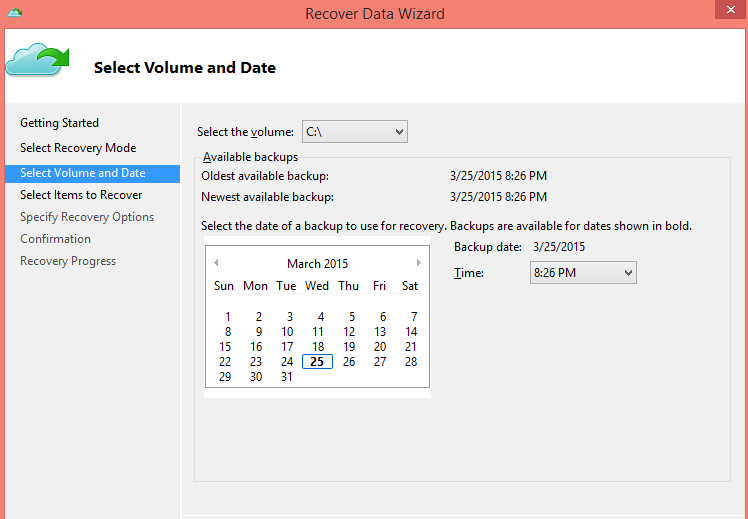 Recover Data Wizard
Select Volume and Date
Getting Started
Select Recovery Mode
Select Volume and Date
Select Items to Recover
Specify Recovery Options
Confirmation
Recovery Progress
Select the volume: C:\
Available backups
Oldest available backup: 3/25/2015 8:26 PM
Newest available backup: 3/25/2015 8:26 PM
Select the date of a backup to use for recovery. Backups are available for dates shown in bold.
March 2015
Sun Mon Tue Wed Thu Fri Sat
1 2 3 4 5 6 7
8 9 10 11 12 13 14
15 16 17 18 19 20 21
22 23 24 25 26 27 28
29 30 31
Backup date: 3/25/2015
Time: 8:26 PM